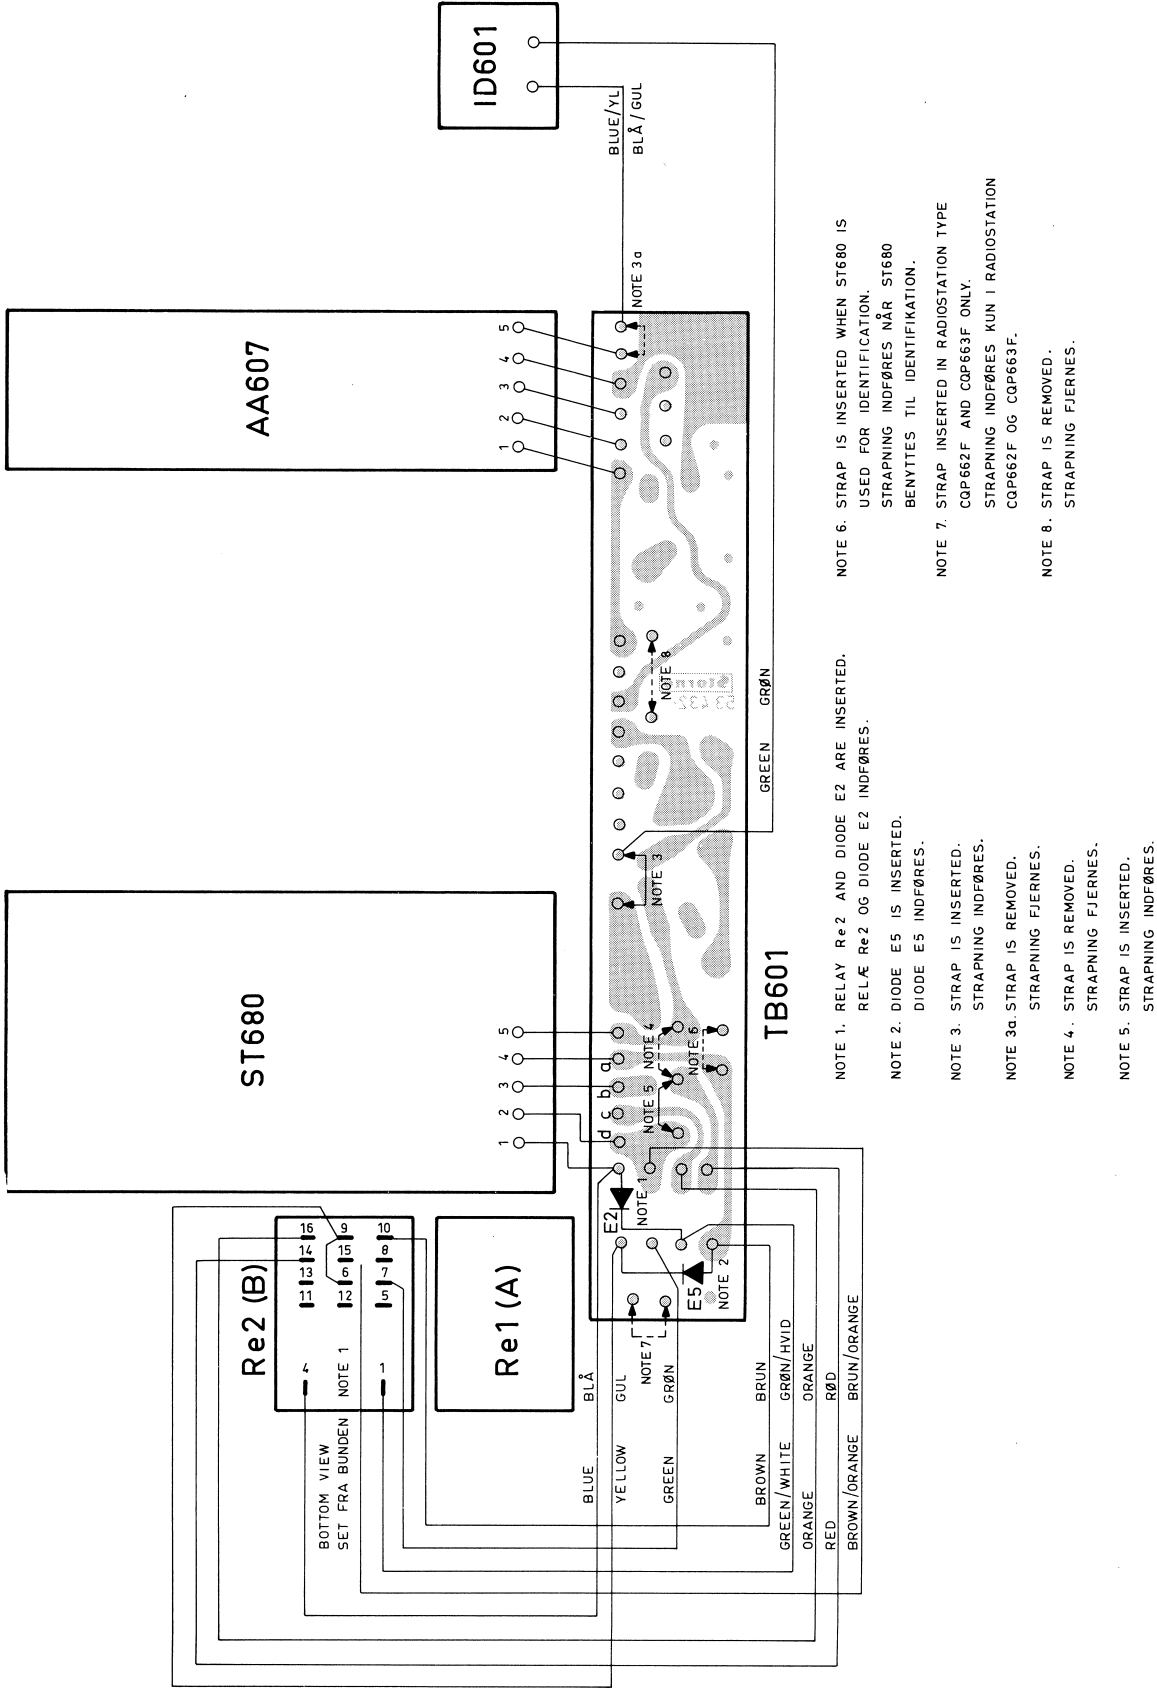 ST680
1 2 3 4 5
AA607
1 2 3 4 5
ID601
Re2 (B)
4 11 13 14 16
12 6 15 9
1 5 7 8 10
BOTTOM VIEW
SET FRA BUNDEN NOTE 1
Re1 (A)
BLUE/YL
BLÅ / GUL
NOTE 3a
d c b a
E2
NOTE 1
E5
NOTE 2
NOTE 7
NOTE 5
NOTE 4
NOTE 6
NOTE 3
NOTE 8
Storno
53.432
TB601
BLUE BLÅ
YELLOW GUL
GREEN GRØN
BROWN BRUN
GREEN/WHITE GRØN/HVID
ORANGE ORANGE
RED RØD
BROWN/ORANGE BRUN/ORANGE
GREEN GRØN
NOTE 1. RELAY Re2 AND DIODE E2 ARE INSERTED.
RELÆ Re2 OG DIODE E2 INDFØRES.
NOTE 2. DIODE E5 IS INSERTED.
DIODE E5 INDFØRES.
NOTE 3. STRAP IS INSERTED.
STRAPNING INDFØRES.
NOTE 3a. STRAP IS REMOVED.
STRAPNING FJERNES.
NOTE 4. STRAP IS REMOVED.
STRAPNING FJERNES.
NOTE 5. STRAP IS INSERTED.
STRAPNING INDFØRES.
NOTE 6. STRAP IS INSERTED WHEN ST680 IS
USED FOR IDENTIFICATION.
STRAPNING INDFØRES NÅR ST680
BENYTTES TIL IDENTIFIKATION.
NOTE 7. STRAP INSERTED IN RADIOSTATION TYPE
CQP662F AND CQP663F ONLY.
STRAPNING INDFØRES KUN I RADIOSTATION
CQP662F OG CQP663F.
NOTE 8. STRAP IS REMOVED.
STRAPNING FJERNES.